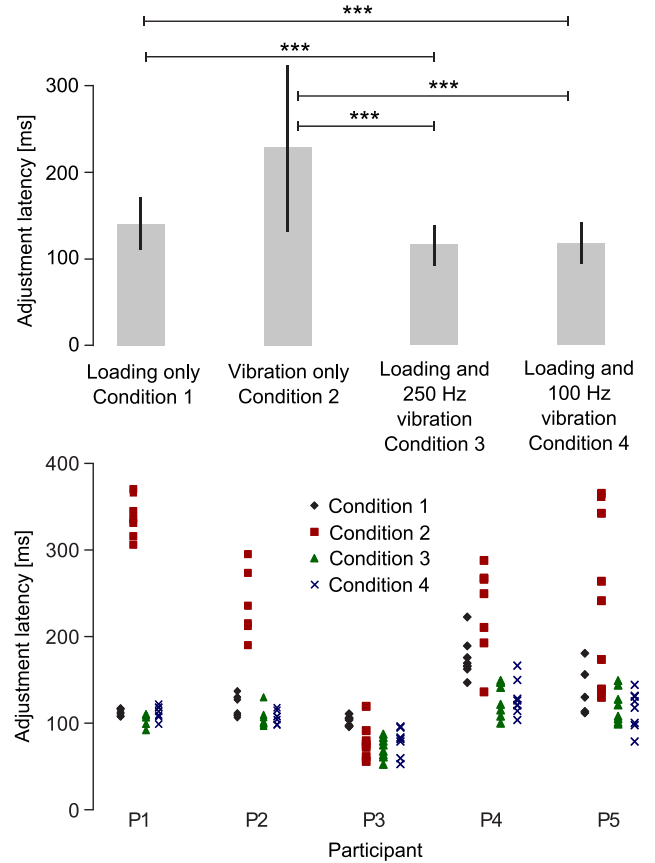 ***
***
***
***
Adjustment latency [ms]
300
200
100
0
Loading only
Condition 1
Vibration only
Condition 2
Loading and
250 Hz
vibration
Condition 3
Loading and
100 Hz
vibration
Condition 4
Adjustment latency [ms]
400
300
200
100
0
Condition 1
Condition 2
Condition 3
Condition 4
P1 P2 P3 P4 P5
Participant